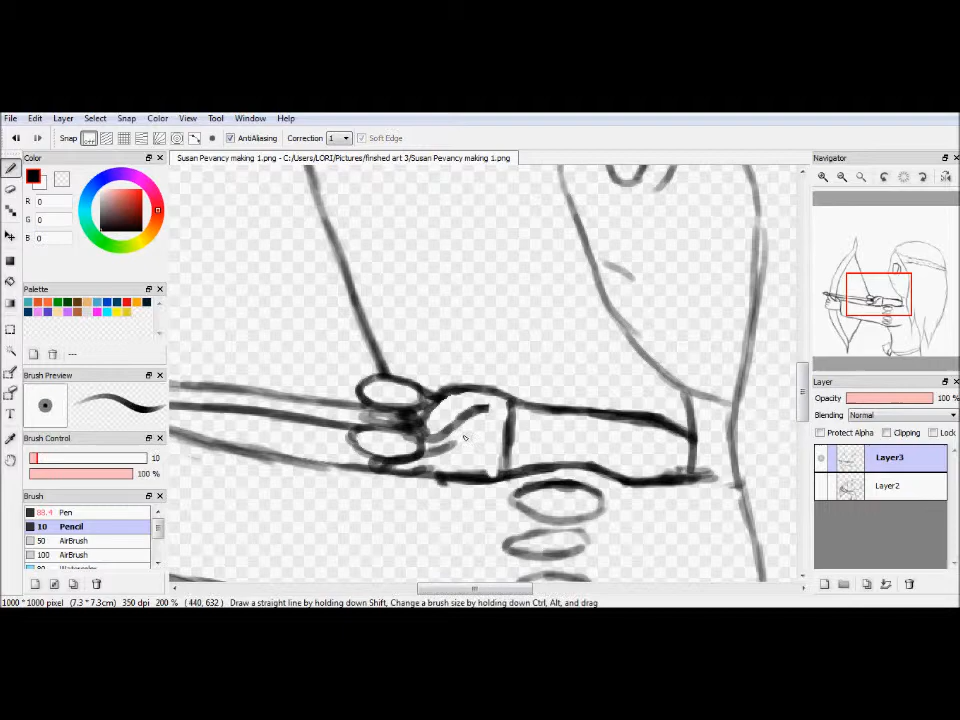 File Edit Layer Select Snap Color View Tool Window Help
Snap OFF AntiAliasing Correction 1 Soft Edge
Color
Susan Pevancy making 1.png - C:/Users/LORI/Pictures/finshed art 3/Susan Pevancy making 1.png
Navigator
R 0
G 0
B 0
Palette
---
Brush Preview
Layer
Opacity 100 %
Blending Normal
Protect Alpha Clipping Lock
Brush Control
10
100 %
Layer3
Layer2
Brush
88.4 Pen
10 Pencil
50 AirBrush
100 AirBrush
T
1000 * 1000 pixel (7.3 * 7.3cm) 350 dpi 200 % ( 440, 632 ) Draw a straight line by holding down Shift, Change a brush size by holding down Ctrl, Alt, and drag